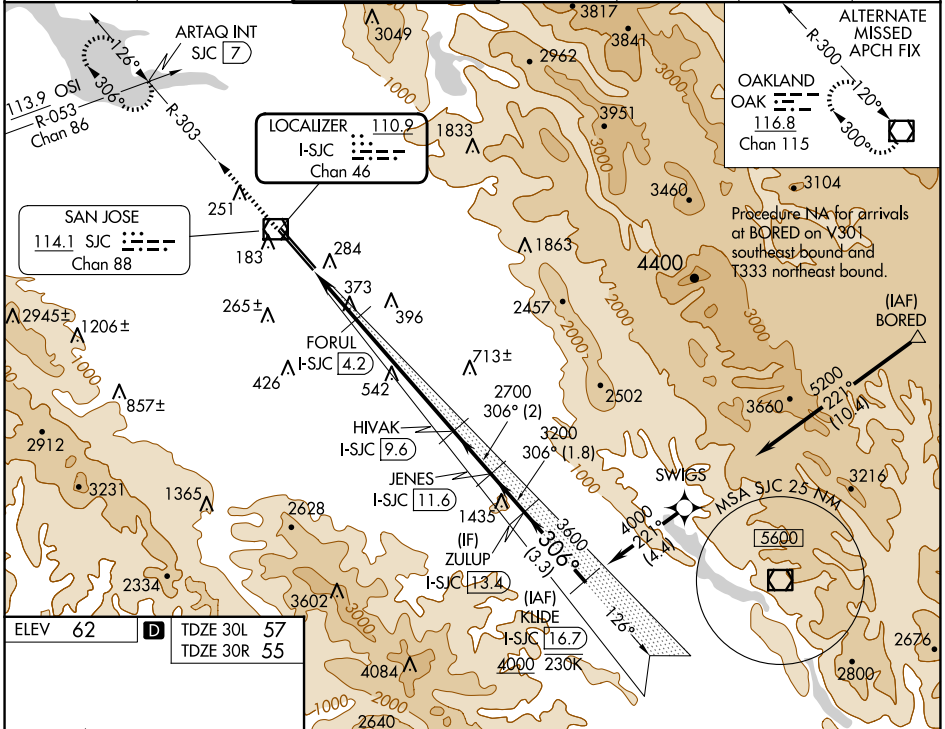 3049
3817
3841
2962
ALTERNATE
MISSED
APCH FIX
R-300
120°
300°
OAKLAND
OAK
116.8
Chan 115
ARTAQ INT
SJC 7
126°
306°
113.9 OSI
R-053
Chan 86
R-303
1000
LOCALIZER 110.9
I-SJC
Chan 46
1833
3951
3000
3460
3104
251
SAN JOSE
114.1 SJC
Chan 88
183
284
1863
Procedure NA for arrivals
at BORED on V301
southeast bound and
T333 northeast bound.
4400
373
396
265±
2457
2000
3000
(IAF)
BORED
2945±
1206±
1000
FORUL
I-SJC 4.2
426
542
713±
2502
5200
221°
(10.4)
3660
857±
2912
2700
306° (2)
HIVAK
I-SJC 9.6
3200
306° (1.8)
1000
SWIGS
JENES
I-SJC 11.6
3231
1365
2628
1435
3600
4000
221°
(4.4)
3216
MSA SJC 25 NM
5600
(IF)
ZULUP
I-SJC 13.4
306°
(3.3)
2334
3602
3000
(IAF)
KLIDE
I-SJC 16.7
4000 230K
126°
ELEV 62
D
TDZE 30L 57
TDZE 30R 55
4084
1000
2000
2640
1000
2800
2676